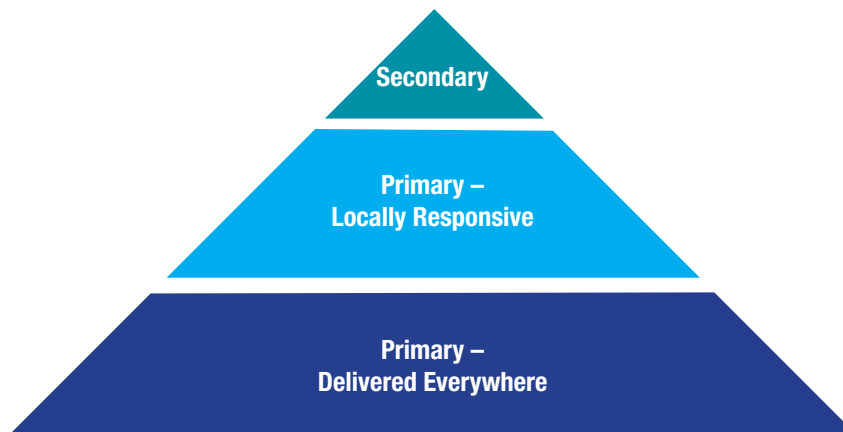 Secondary
Primary –
Locally Responsive
Primary –
Delivered Everywhere